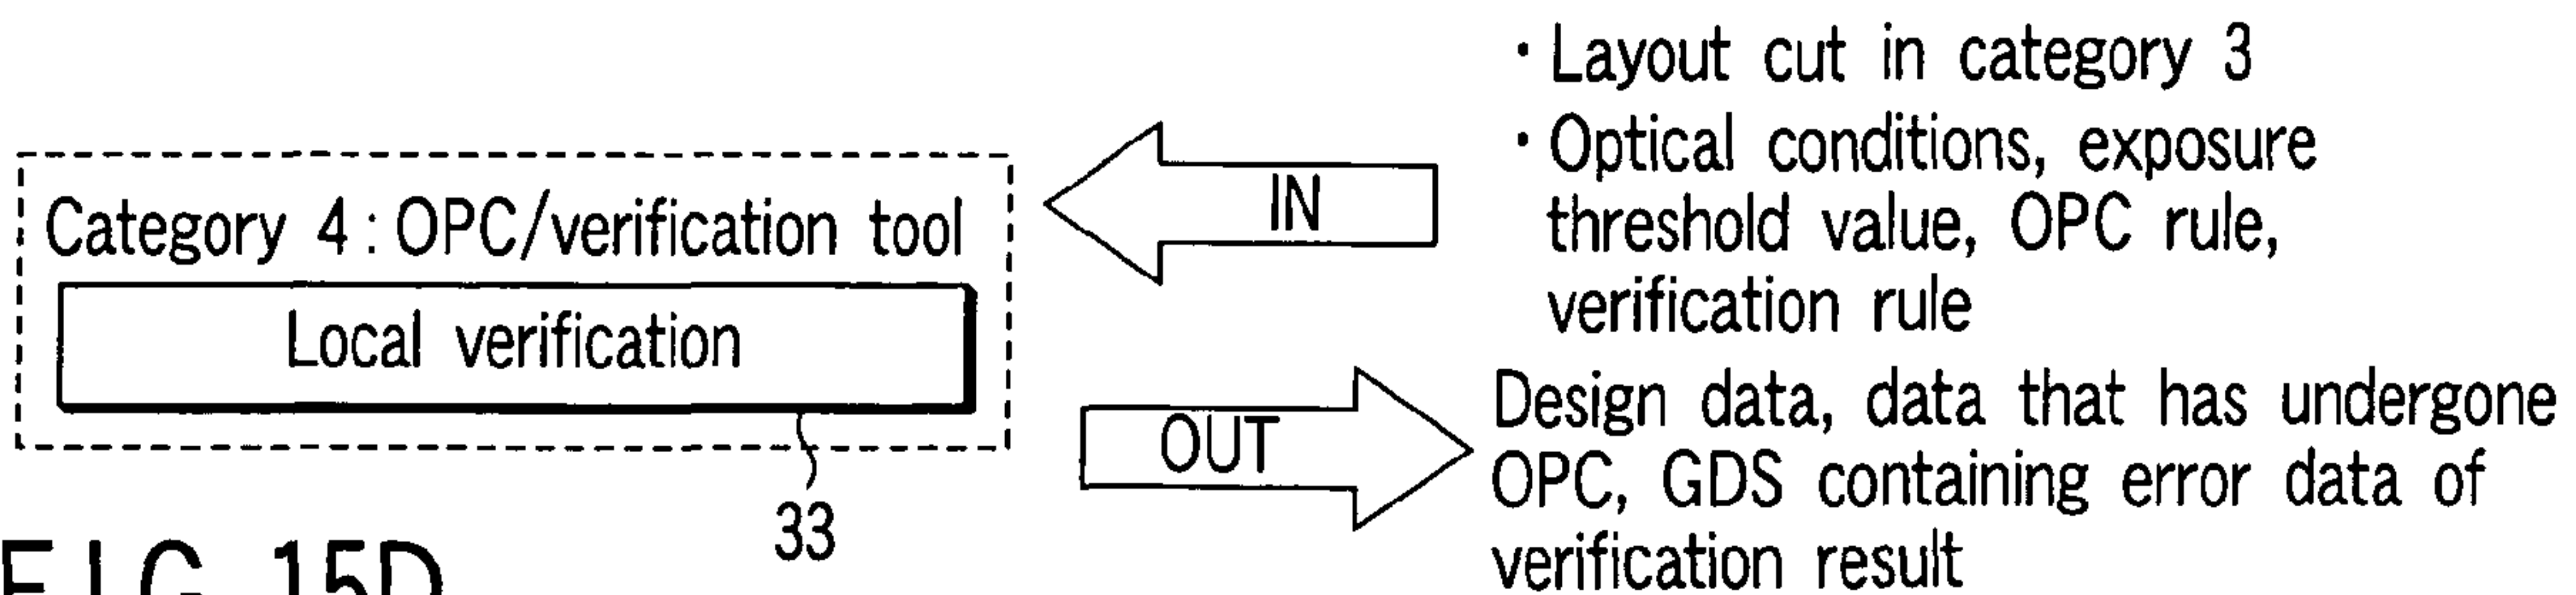 · Layout cut in category 3
· Optical conditions, exposure
threshold value, OPC rule,
verification rule
IN
Category 4 : OPC/verification tool
Local verification
33
OUT
Design data, data that has undergone
OPC, GDS containing error data of
verification result
FIG. 15D